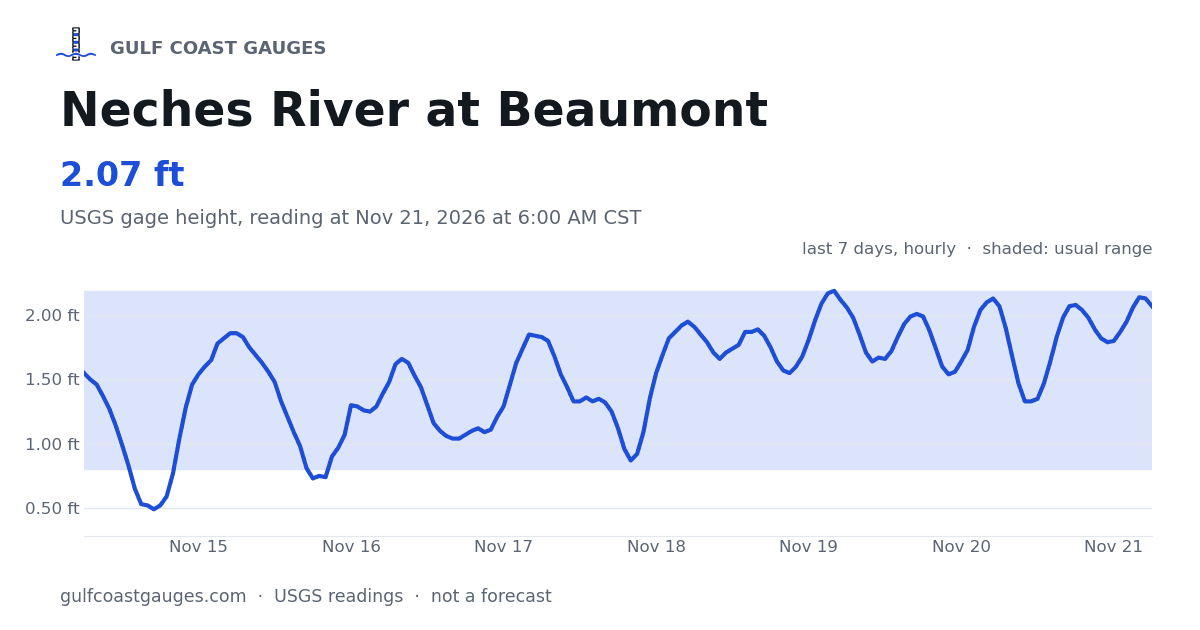 GULF COAST GAUGES
Neches River at Beaumont
2.07 ft
USGS gage height, reading at Nov 21, 2026 at 6:00 AM CST
last 7 days, hourly · shaded: usual range
2.00 ft
1.50 ft
1.00 ft
0.50 ft
Nov 15 Nov 16 Nov 17 Nov 18 Nov 19 Nov 20 Nov 21
gulfcoastgauges.com · USGS readings · not a forecast